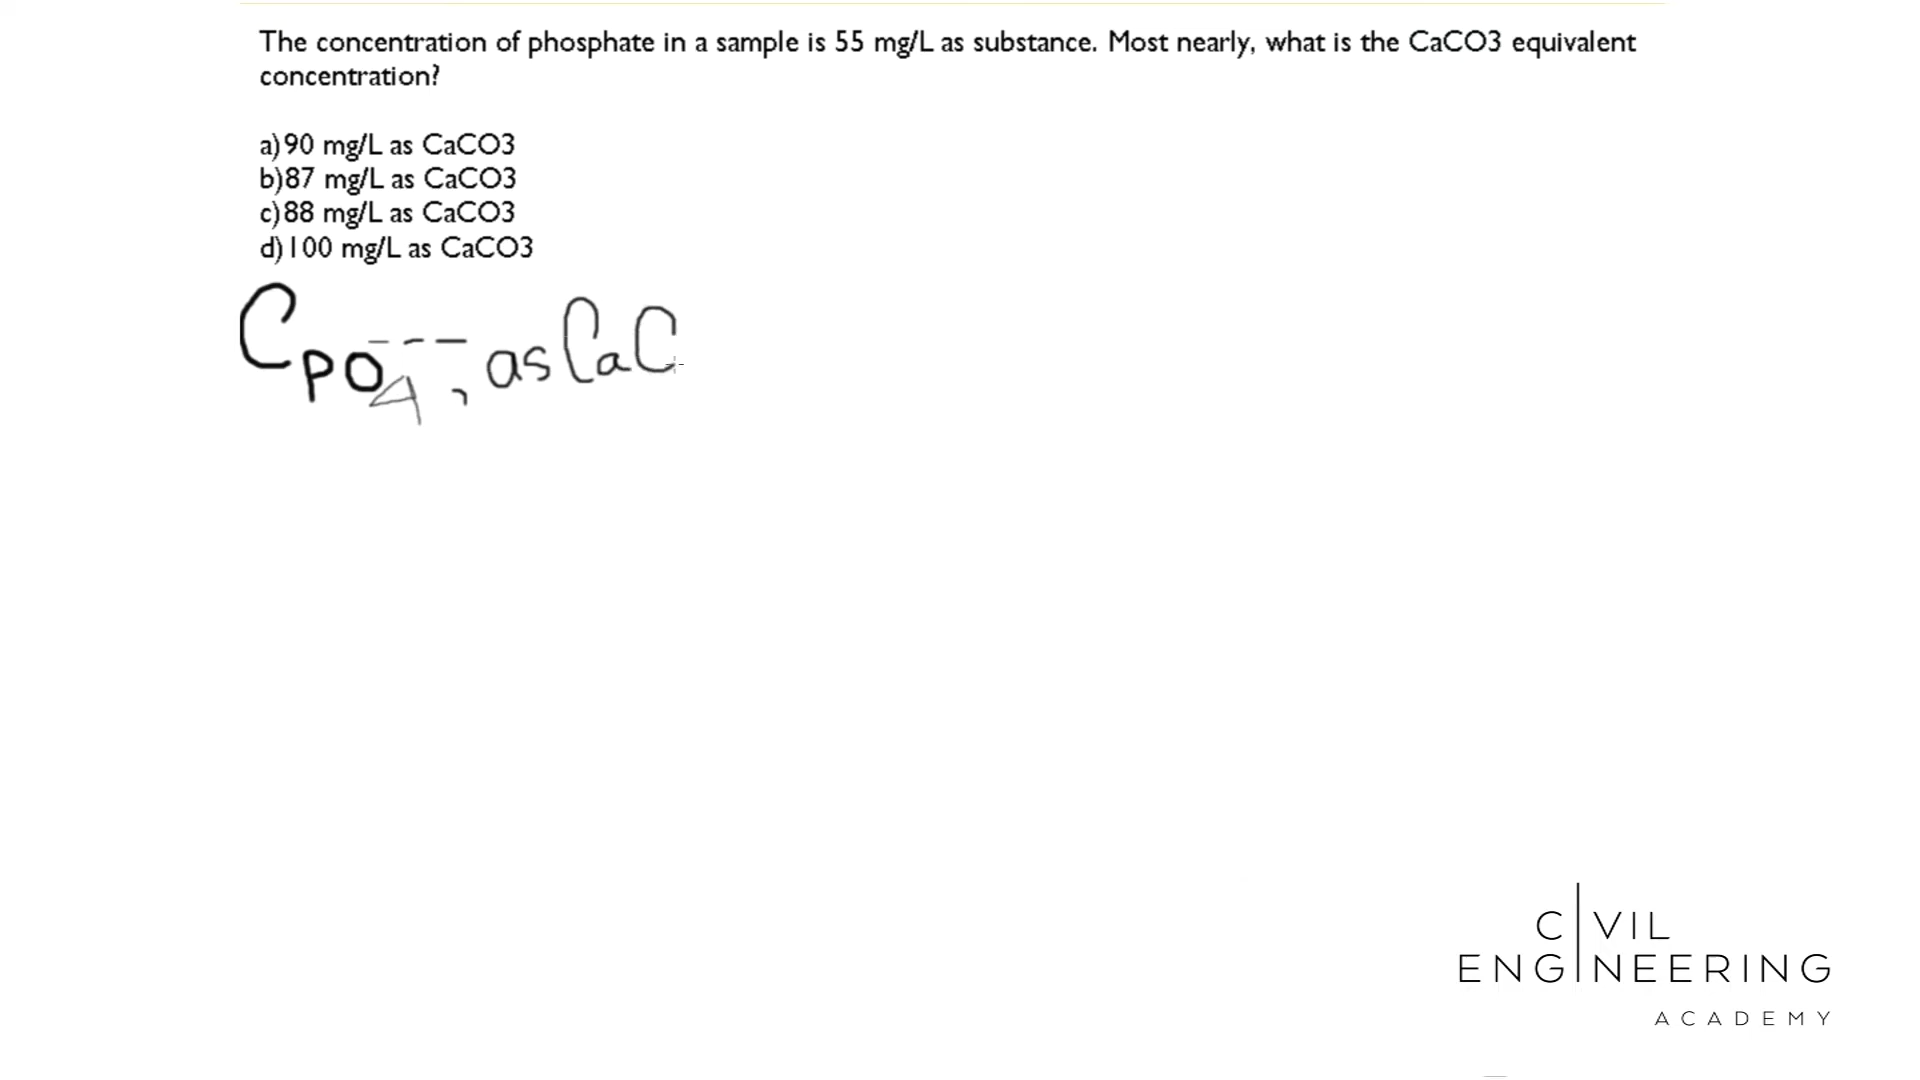 The concentration of phosphate in a sample is 55 mg/L as substance. Most nearly, what is the CaCO3 equivalent
concentration?
a)90 mg/L as CaCO3
b)87 mg/L as CaCO3
c)88 mg/L as CaCO3
d)100 mg/L as CaCO3
C PO4---, as CaC
CIVIL
ENGINEERING
ACADEMY